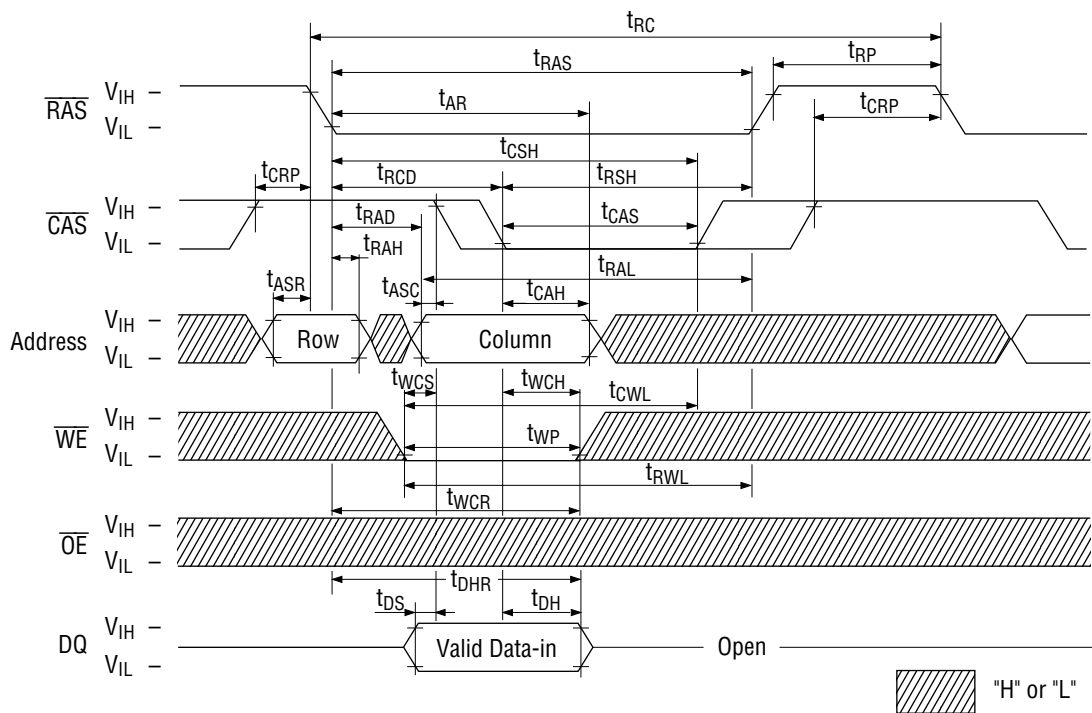 tRC
tRAS
tRP
RAS
VIH
VIL
tAR
tCRP
tCSH
tCRP
tRCD
tRSH
CAS
VIH
VIL
tRAD
tCAS
tRAH
tRAL
tASR
tASC
tCAH
Address
VIH
VIL
Row
Column
tWCS
tWCH
tCWL
WE
VIH
VIL
tWP
tRWL
tWCR
OE
VIH
VIL
tDHR
tDS
tDH
DQ
VIH
VIL
Valid Data-in
Open
"H" or "L"